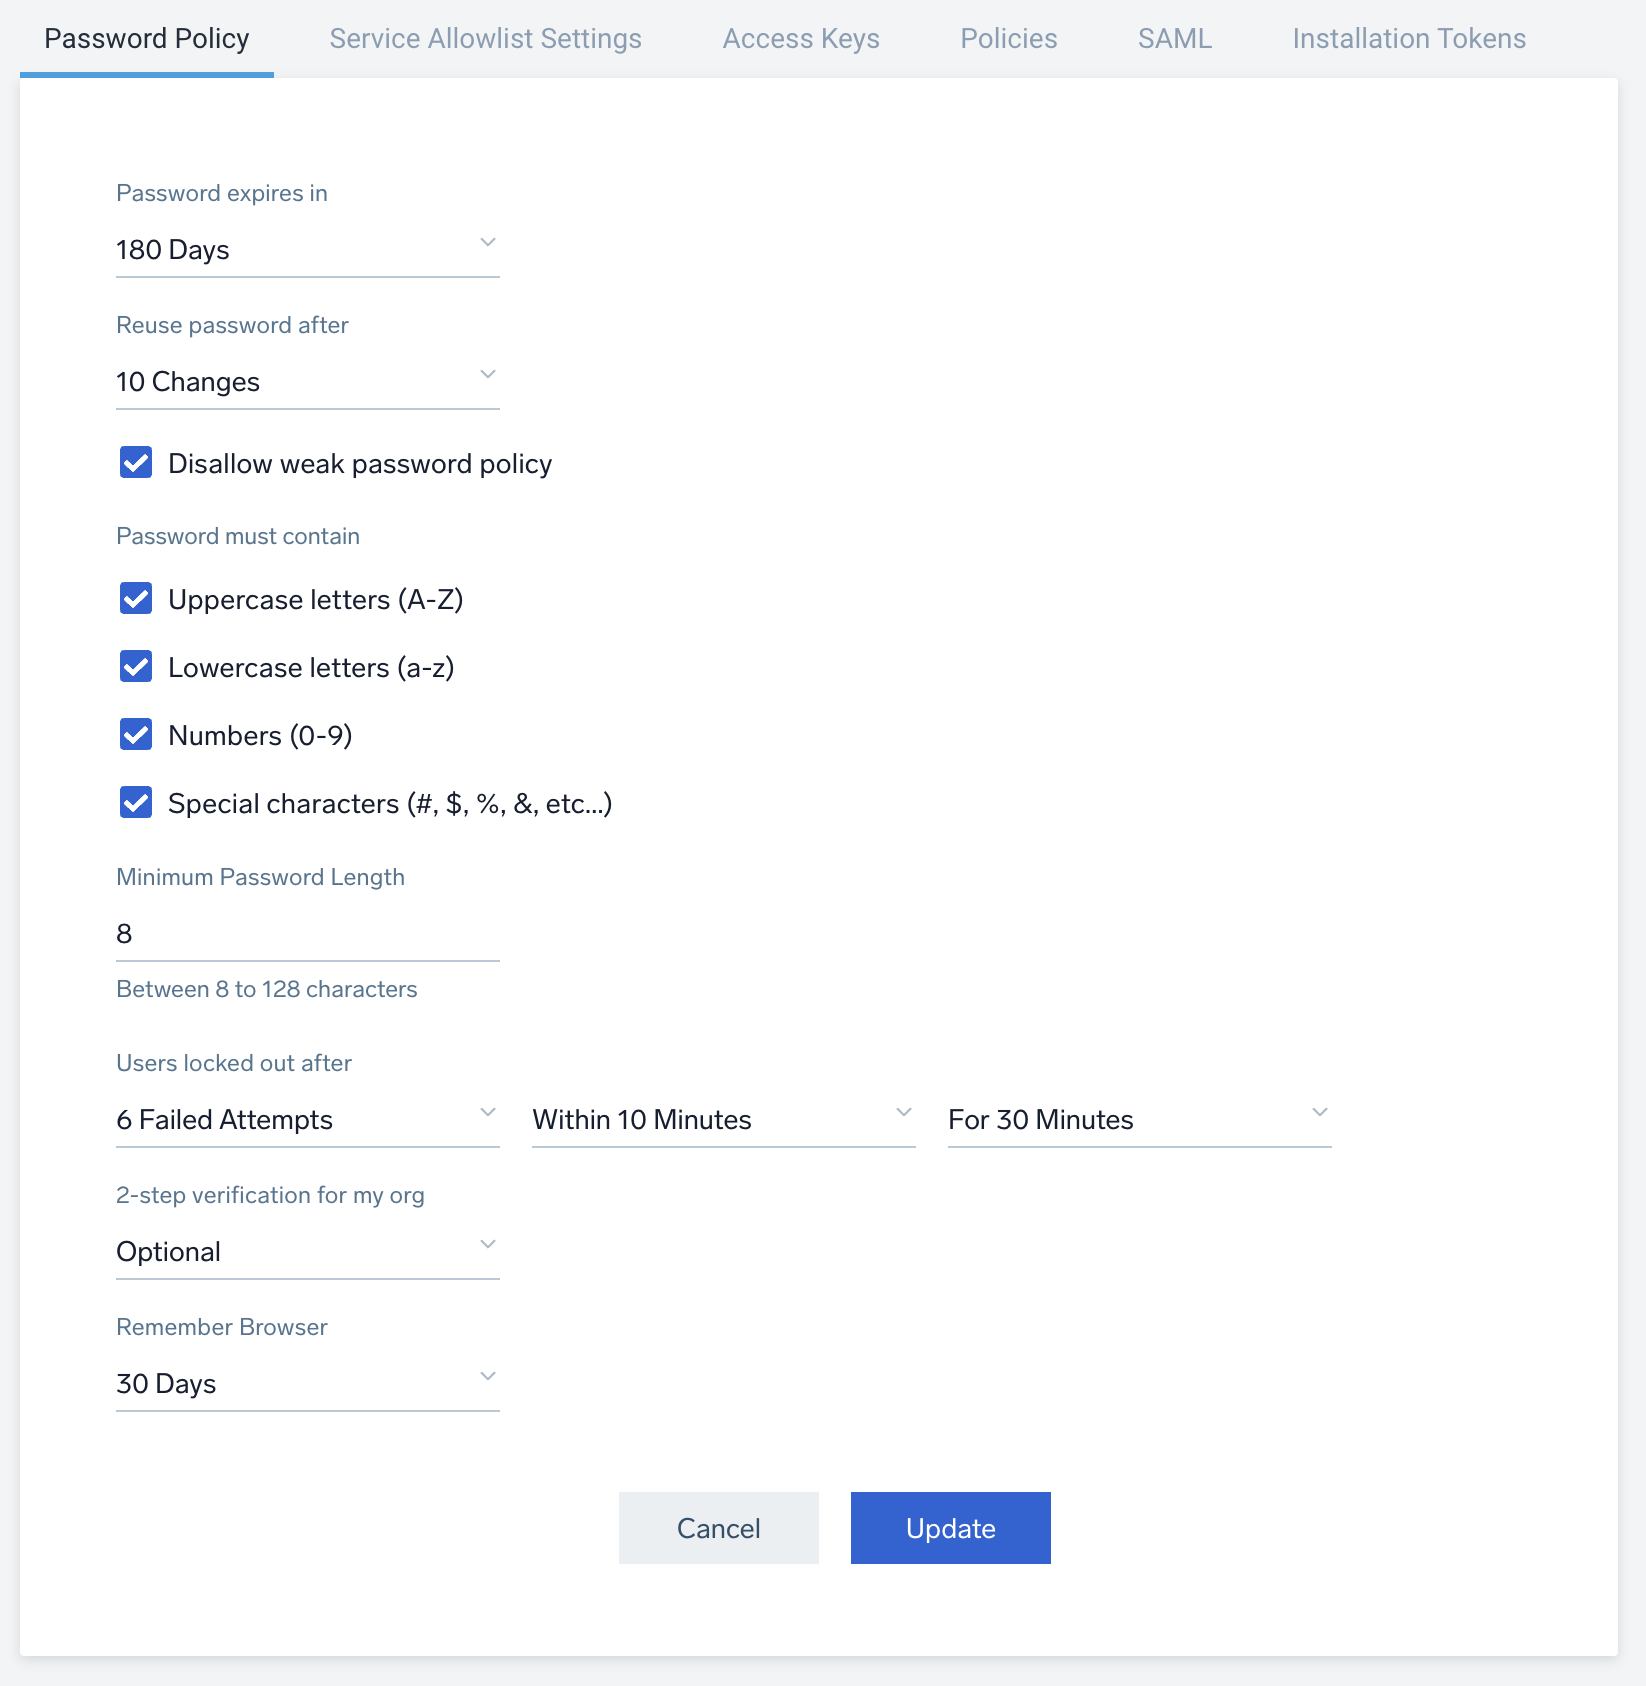 Password Policy Service Allowlist Settings Access Keys Policies SAML Installation Tokens
Password expires in
180 Days
Reuse password after
10 Changes
Disallow weak password policy
Password must contain
Uppercase letters (A-Z)
Lowercase letters (a-z)
Numbers (0-9)
Special characters (#, $, %, &, etc...)
Minimum Password Length
8
Between 8 to 128 characters
Users locked out after
6 Failed Attempts Within 10 Minutes For 30 Minutes
2-step verification for my org
Optional
Remember Browser
30 Days
Cancel Update